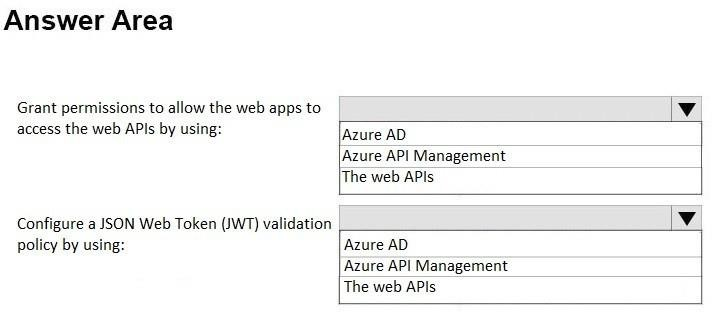 Answer Area
Grant permissions to allow the web apps to
access the web APIs by using:
Azure AD
Azure API Management
The web APIs
Configure a JSON Web Token (JWT) validation
policy by using:
Azure AD
Azure API Management
The web APIs